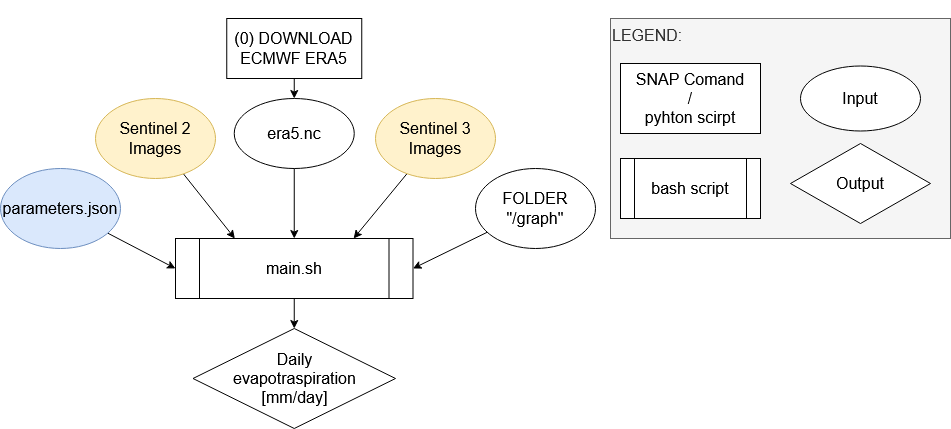 (0) DOWNLOAD
ECMWF ERA5
Sentinel 2
Images
era5.nc
Sentinel 3
Images
parameters.json
FOLDER
"/graph"
main.sh
Daily
evapotraspiration
[mm/day]
LEGEND:
SNAP Comand
/
pyhton scirpt
Input
bash script
Output